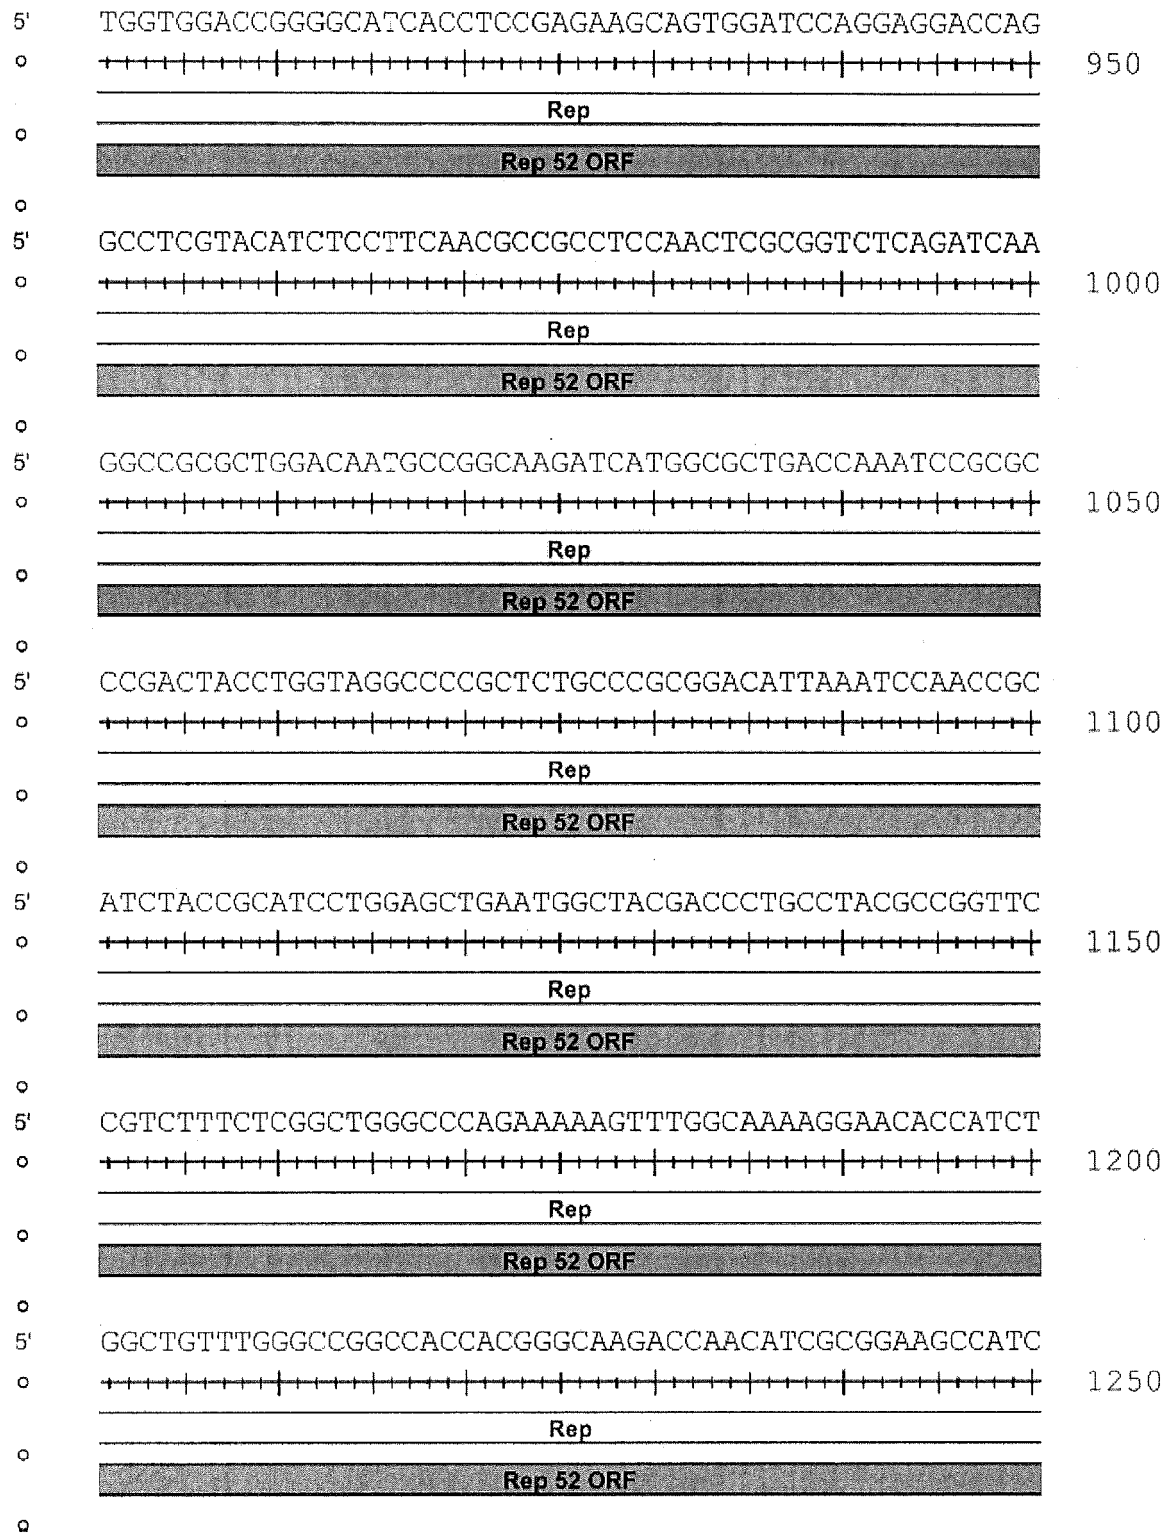 5' TGGTGGACCGGGGCATCACCTCCGAGAAGCAGTGGATCCAGGAGGACCAG
950
Rep
Rep 52 ORF
5' GCCTCGTACATCTCCTTCAACGCCGCCTCCAACTCGCGGTCTCAGATCAA
1000
Rep
Rep 52 ORF
5' GGCCGCGCTGGACAATGCCGGCAAGATCATGGCGCTGACCAAATCCGCGC
1050
Rep
Rep 52 ORF
5' CCGACTACCTGGTAGGCCCCGCTCTGCCCGCGGACATTAAATCCAACCGC
1100
Rep
Rep 52 ORF
5' ATCTACCGCATCCTGGAGCTGAATGGCTACGACCCTGCCTACGCCGGTTC
1150
Rep
Rep 52 ORF
5' CGTCTTTCTCGGCTGGGCCCAGAAAAAGTTTGGCAAAAGGAACACCATCT
1200
Rep
Rep 52 ORF
5' GGCTGTTTGGGCCGGCCACCACGGGCAAGACCAACATCGCGGAAGCCATC
1250
Rep
Rep 52 ORF